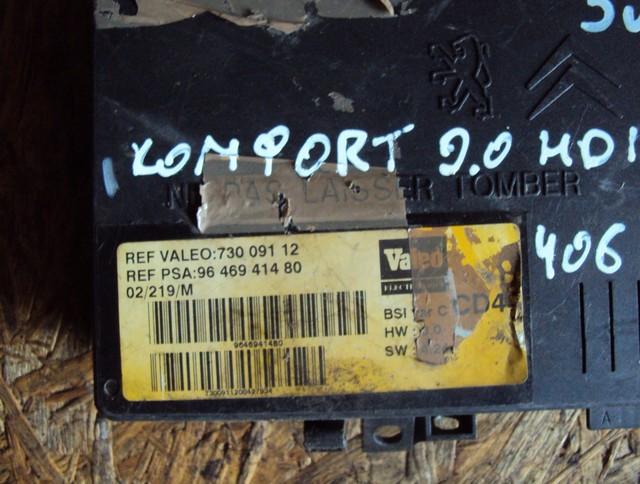 KOMFORT 2.0 HDI
NE PAS LAISSER TOMBER
406
REF VALEO:730 091 12
REF PSA:96 469 414 80
02/219/M
Valeo
BSI
C CD4
HW
SW
9646941480